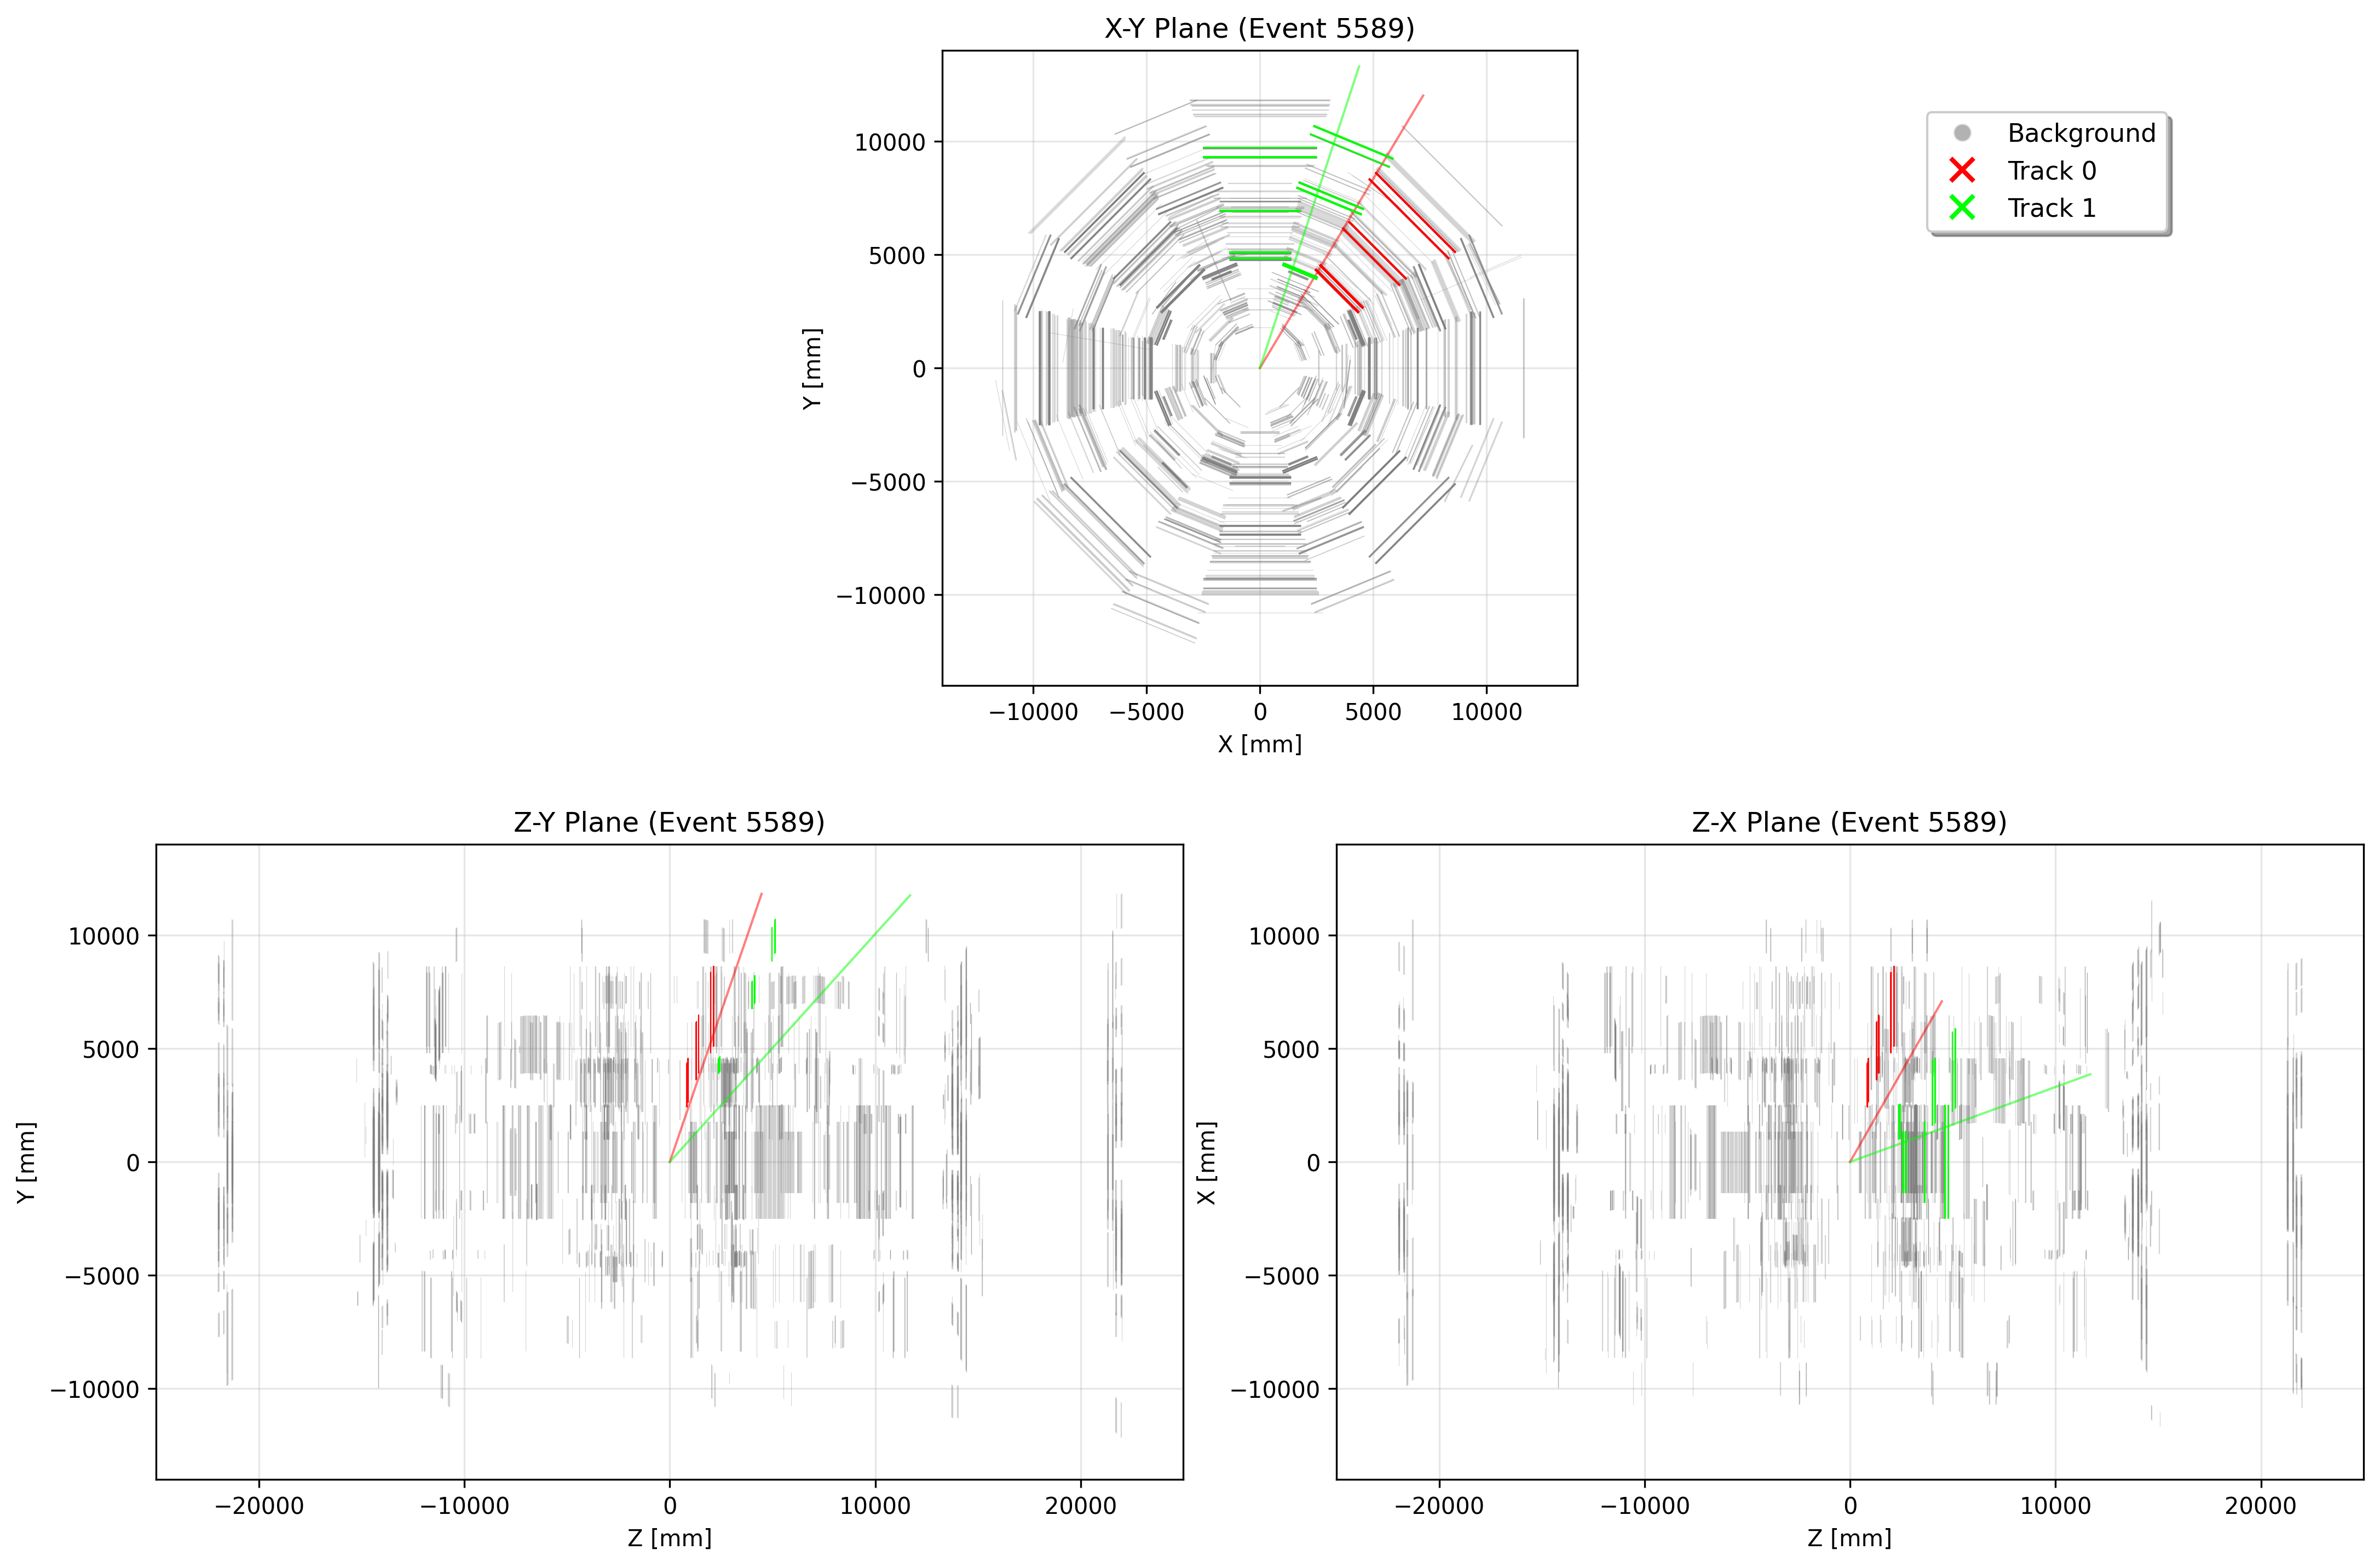 X-Y Plane (Event 5589)
Background
Track 0
Track 1
10000
5000
0
−5000
−10000
Y [mm]
−10000 −5000 0 5000 10000
X [mm]
Z-Y Plane (Event 5589)
10000
5000
0
−5000
−10000
Y [mm]
−20000 −10000 0 10000 20000
Z [mm]
Z-X Plane (Event 5589)
10000
5000
0
−5000
−10000
X [mm]
−20000 −10000 0 10000 20000
Z [mm]